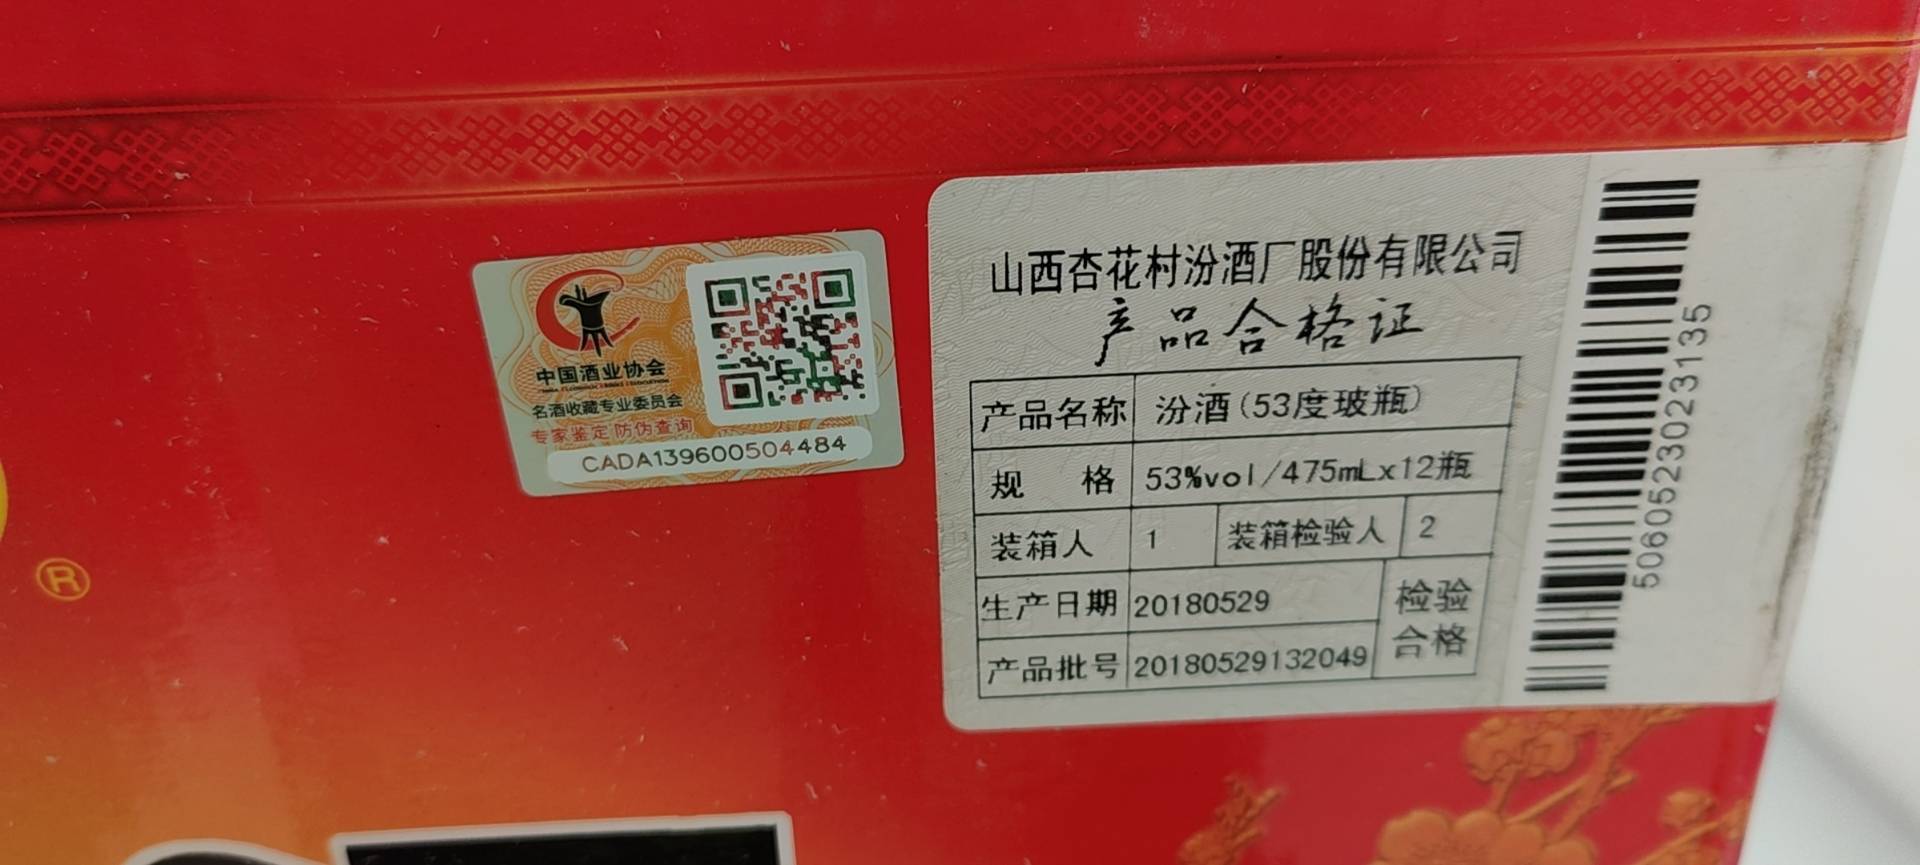 ®
中国酒业协会
名酒收藏专业委员会
专家鉴定 防伪查询
CADA139600504484
山西杏花村汾酒厂股份有限公司
产品合格证
产品名称 汾酒(53度玻瓶)
规 格 53%vol/475mLx12瓶
装箱人 1 装箱检验人 2
生产日期 20180529
产品批号 20180529132049
检验
合格
5060523023135